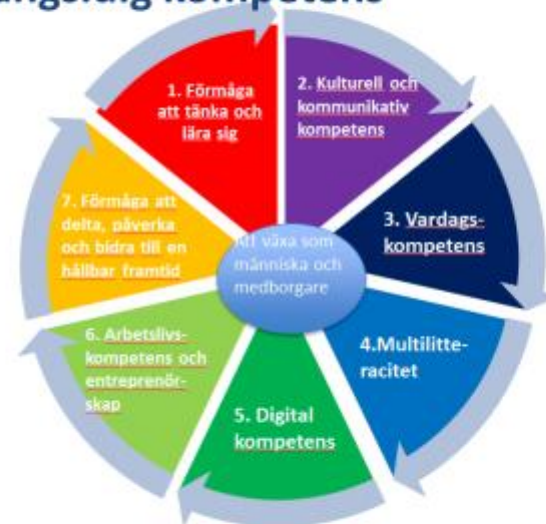 kompetens
1. Förmåga
att tänka och
lära sig
2. Kulturell och
kommunikativ
kompetens
3. Vardags-
kompetens
4.Multilitte-
racitet
5. Digital
kompetens
6. Arbetslivs-
kompetens och
entreprenör-
skap
7. Förmåga att
delta, påverka
och bidra till en
hållbar framtid
Att växa som
människa och
medborgare